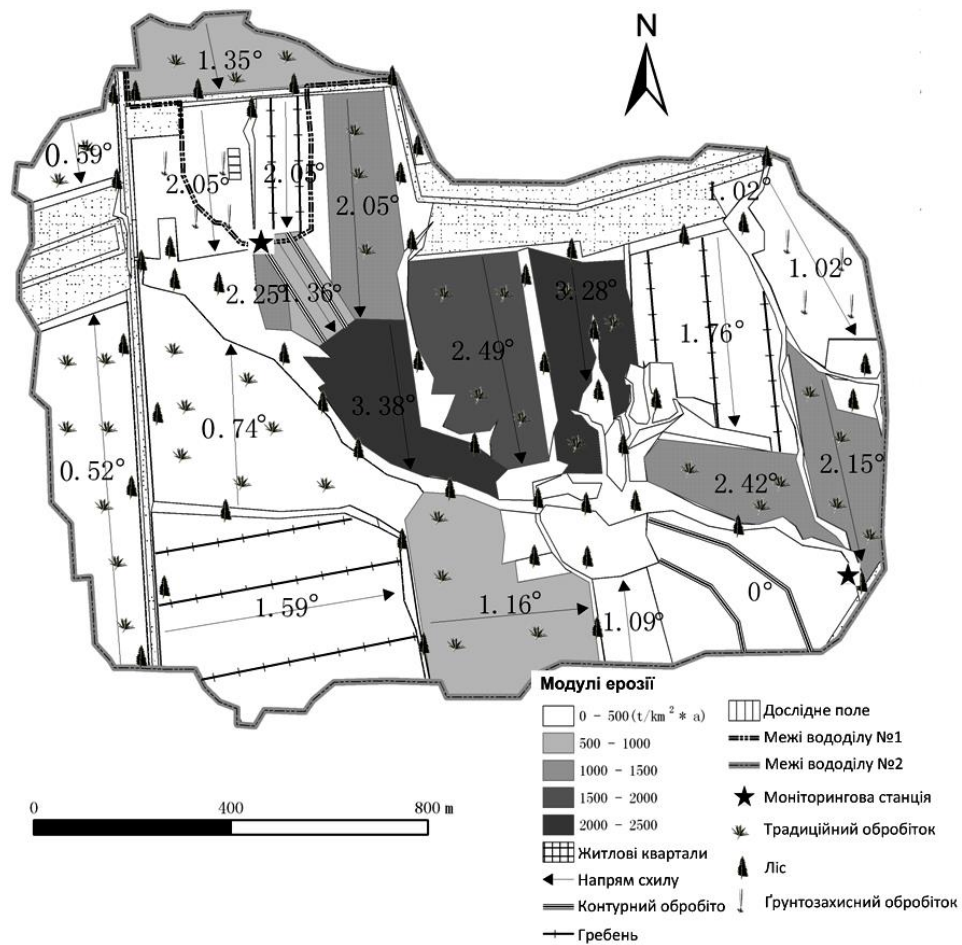 N
1. 35°
0. 59°
2. 05°
2. 05°
2. 05°
1. 02°
1. 02°
2. 25°
1. 36°
3. 28°
1. 76°
2. 49°
3. 38°
0. 74°
0. 52°
2. 42°
2. 15°
1. 59°
1. 16°
1. 09°
0°
Модулі ерозії
0 - 500(t/km² * a)
500 - 1000
1000 - 1500
1500 - 2000
2000 - 2500
Житлові квартали
Напрям схилу
Контурний обробіто
Гребень
Дослідне поле
Межі вододілу №1
Межі вододілу №2
Моніторингова станція
Традиційний обробіток
Ліс
Ґрунтозахисний обробіток
0 400 800 m